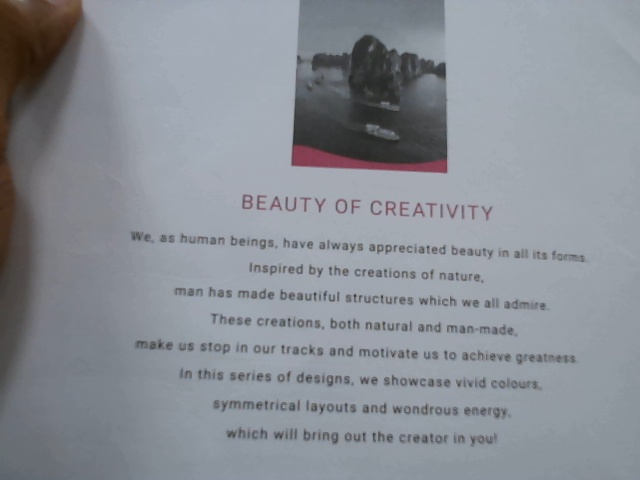 BEAUTY OF CREATIVITY
We, as human beings, have always appreciated beauty in all its forms.
Inspired by the creations of nature,
man has made beautiful structures which we all admire.
These creations, both natural and man-made,
make us stop in our tracks and motivate us to achieve greatness.
In this series of designs, we showcase vivid colours,
symmetrical layouts and wondrous energy,
which will bring out the creator in you!